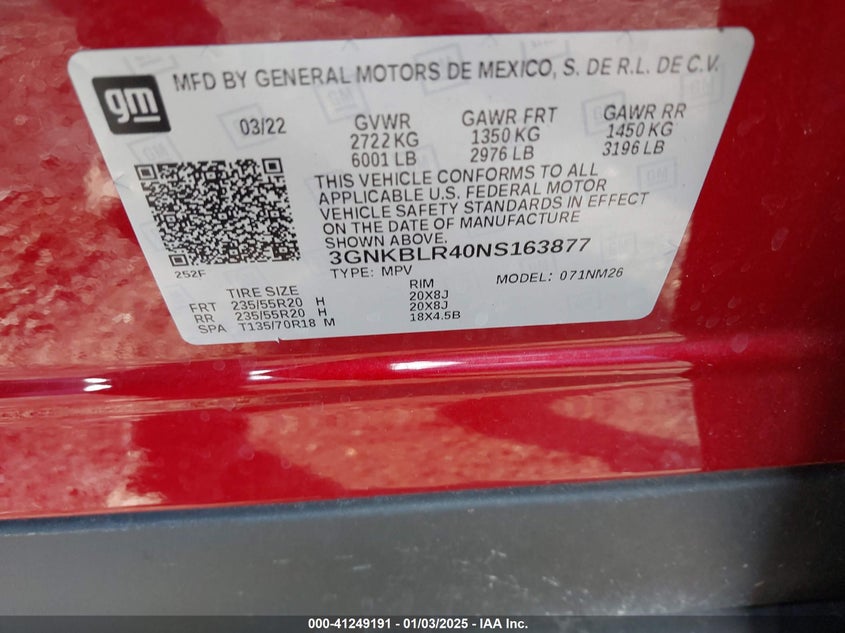 gm
MFD BY GENERAL MOTORS DE MEXICO, S. DE R.L. DE C.V.
03/22
GVWR
2722 KG
6001 LB
GAWR FRT
1350 KG
2976 LB
GAWR RR
1450 KG
3196 LB
THIS VEHICLE CONFORMS TO ALL
APPLICABLE U.S. FEDERAL MOTOR
VEHICLE SAFETY STANDARDS IN EFFECT
ON THE DATE OF MANUFACTURE
SHOWN ABOVE.
252F
3GNKBLR40NS163877
TYPE: MPV
MODEL: 071NM26
TIRE SIZE RIM
FRT 235/55R20 H 20X8J
RR 235/55R20 H 20X8J
SPA T135/70R18 M 18X4.5B
000-41249191 - 01/03/2025 - IAA Inc.